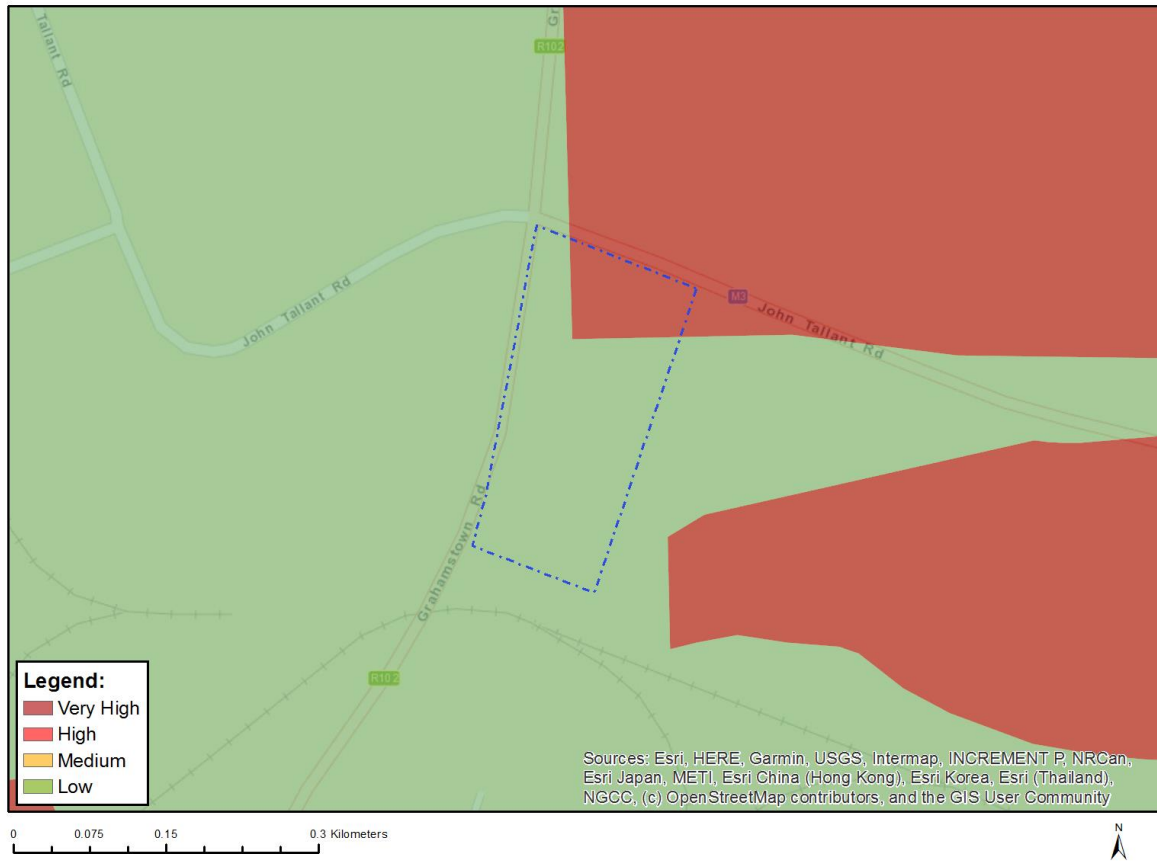 Tallant Rd
Gr
R102
John Tallant Rd
M3
John Tallant Rd
Grahamstown Rd
R102
Legend:
Very High
High
Medium
Low
Sources: Esri, HERE, Garmin, USGS, Intermap, INCREMENT P, NRCan,
Esri Japan, METI, Esri China (Hong Kong), Esri Korea, Esri (Thailand),
NGCC, (c) OpenStreetMap contributors, and the GIS User Community
0 0.075 0.15 0.3 Kilometers
N